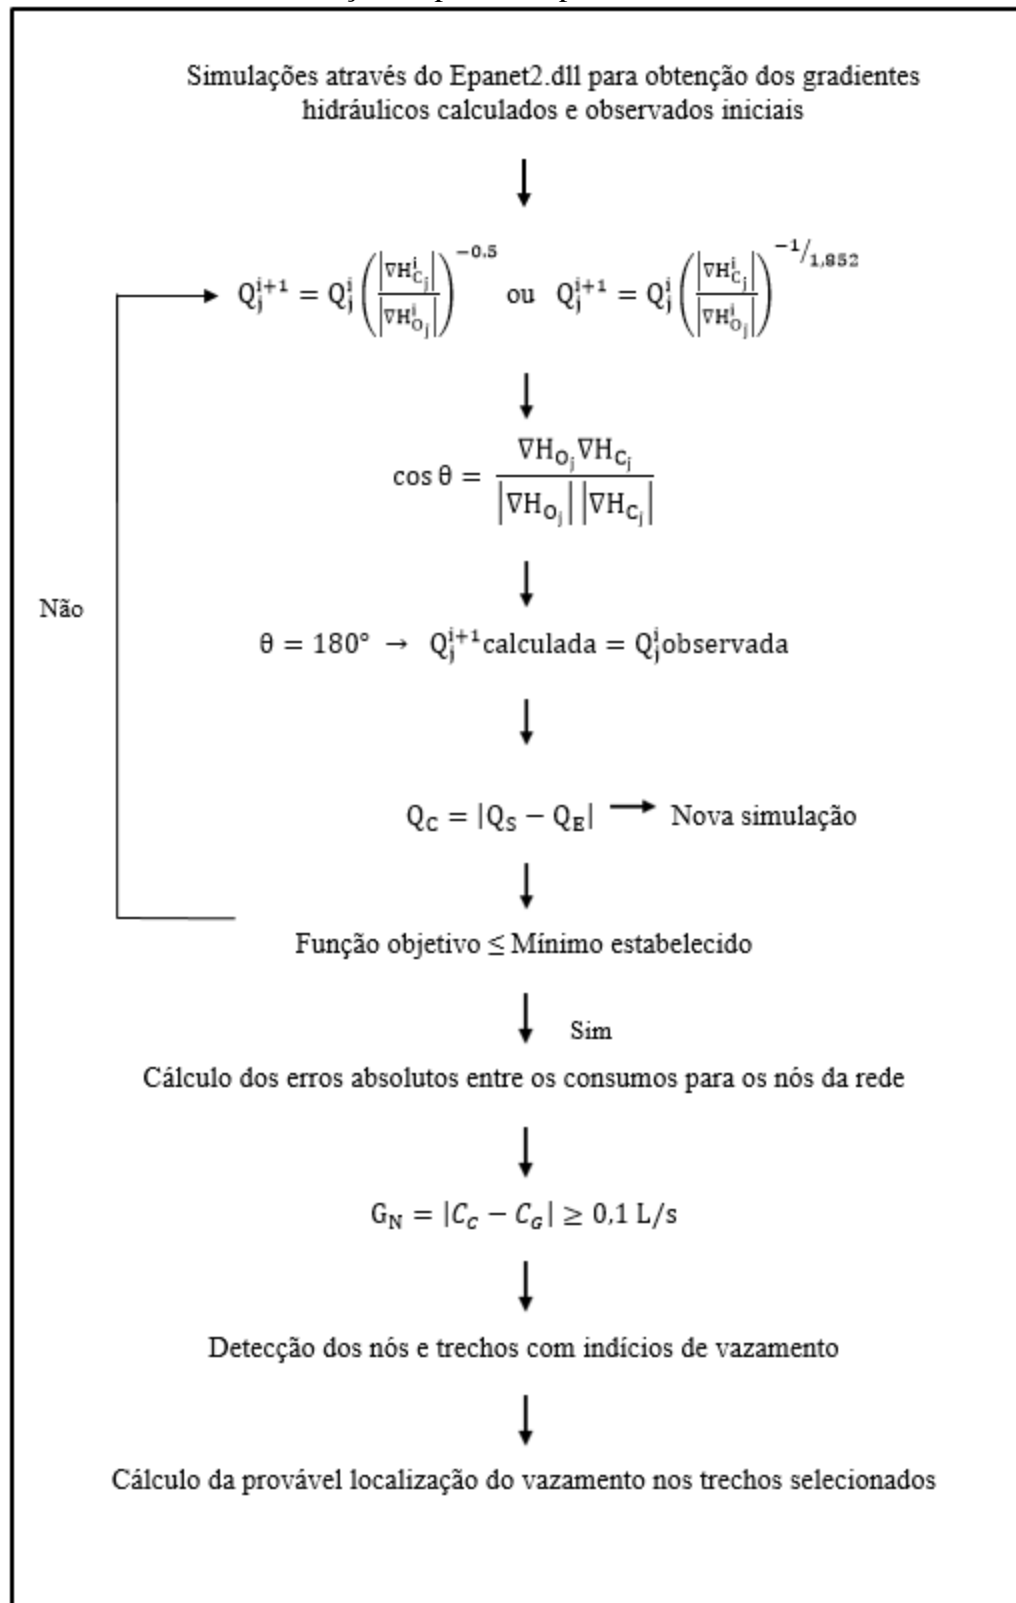 Simulações através do Epanet2.dll para obtenção dos gradientes
hidráulicos calculados e observados iniciais
Q_j^{i+1} = Q_j^i (|∇H_{C_j}^i| / |∇H_{O_j}^i|)^{-0.5} ou Q_j^{i+1} = Q_j^i (|∇H_{C_j}^i| / |∇H_{O_j}^i|)^{-1/1,852}
cos θ = ∇H_{O_j}∇H_{C_j} / |∇H_{O_j}| |∇H_{C_j}|
Não
θ = 180° → Q_j^{i+1}calculada = Q_j^i observada
Q_C = |Q_S − Q_E| → Nova simulação
Função objetivo ≤ Mínimo estabelecido
Sim
Cálculo dos erros absolutos entre os consumos para os nós da rede
G_N = |C_C − C_G| ≥ 0,1 L/s
Detecção dos nós e trechos com indícios de vazamento
Cálculo da provável localização do vazamento nos trechos selecionados